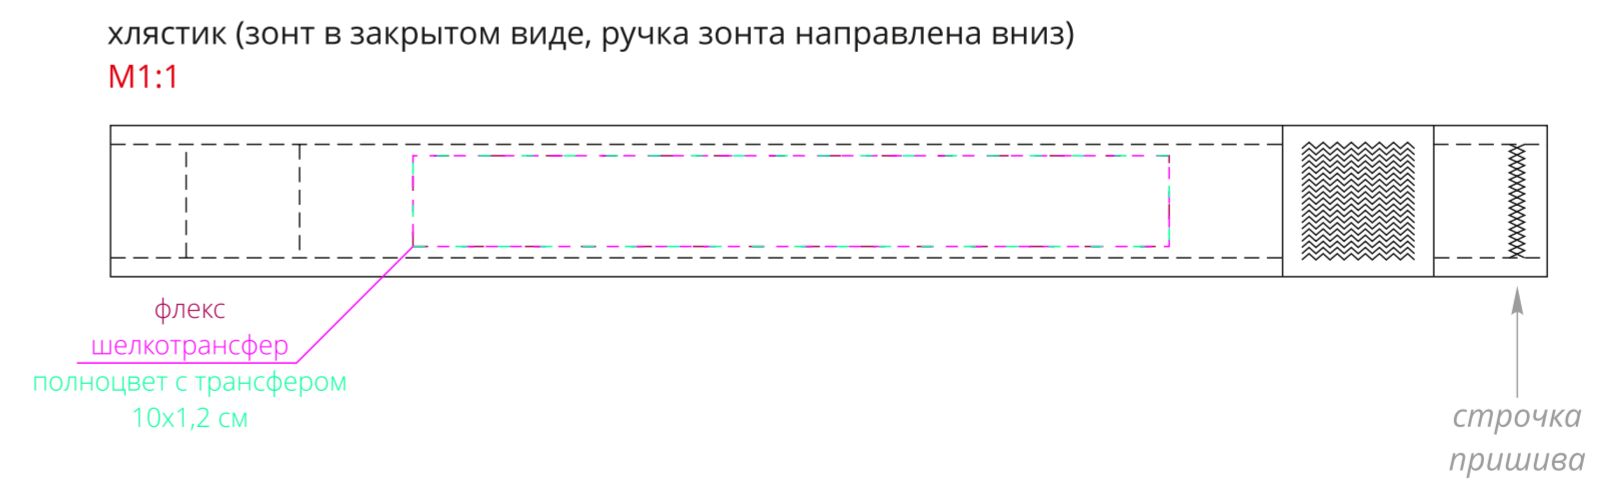 хлястик (зонт в закрытом виде, ручка зонта направлена вниз)
М1:1
флекс
шелкотрансфер
полноцвет с трансфером
10х1,2 см
строчка
пришива